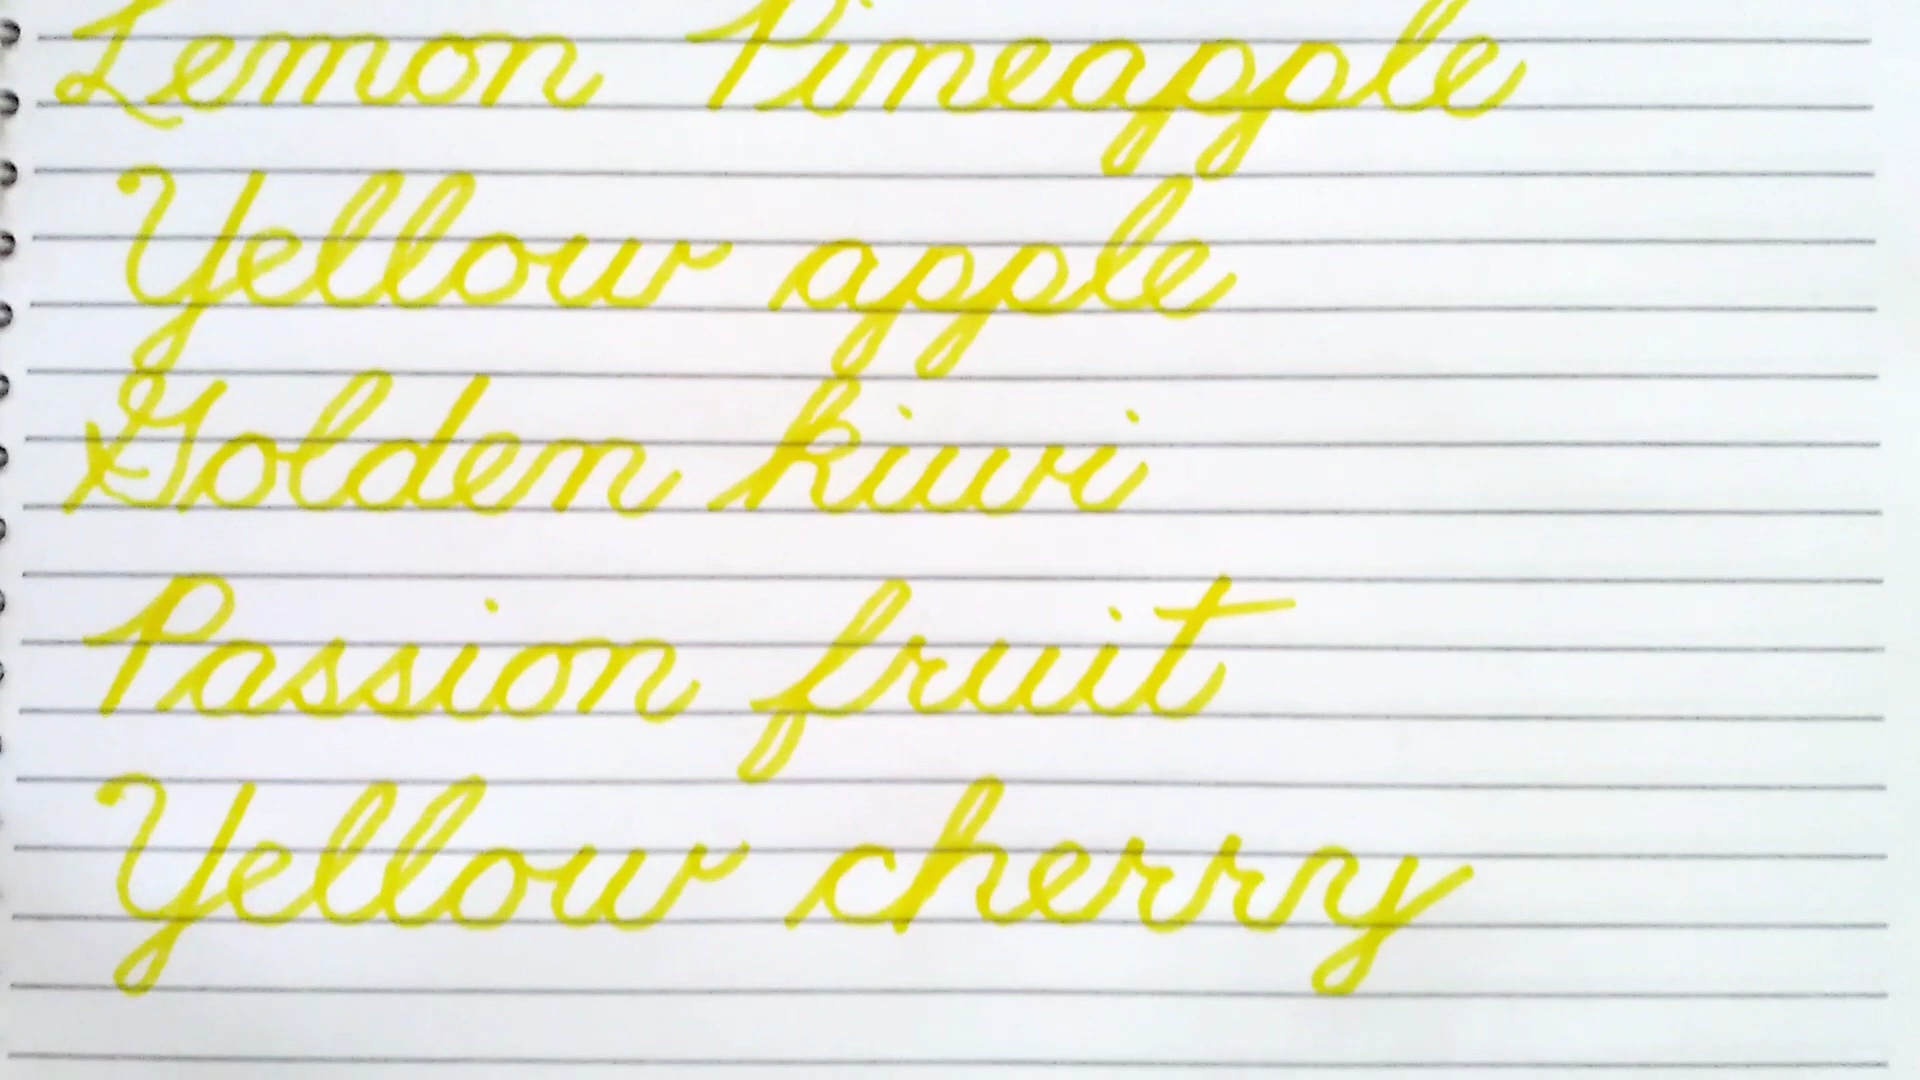 Lemon Pineapple
Yellow apple
Golden kiwi
Passion fruit
Yellow cherry